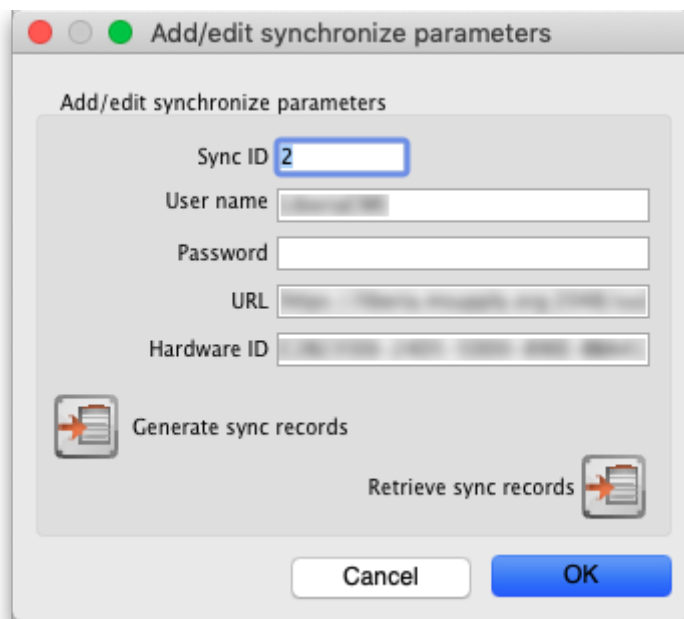 Add/edit synchronize parameters
Add/edit synchronize parameters
Sync ID 2
User name
Password
URL
Hardware ID
Generate sync records
Retrieve sync records
Cancel OK